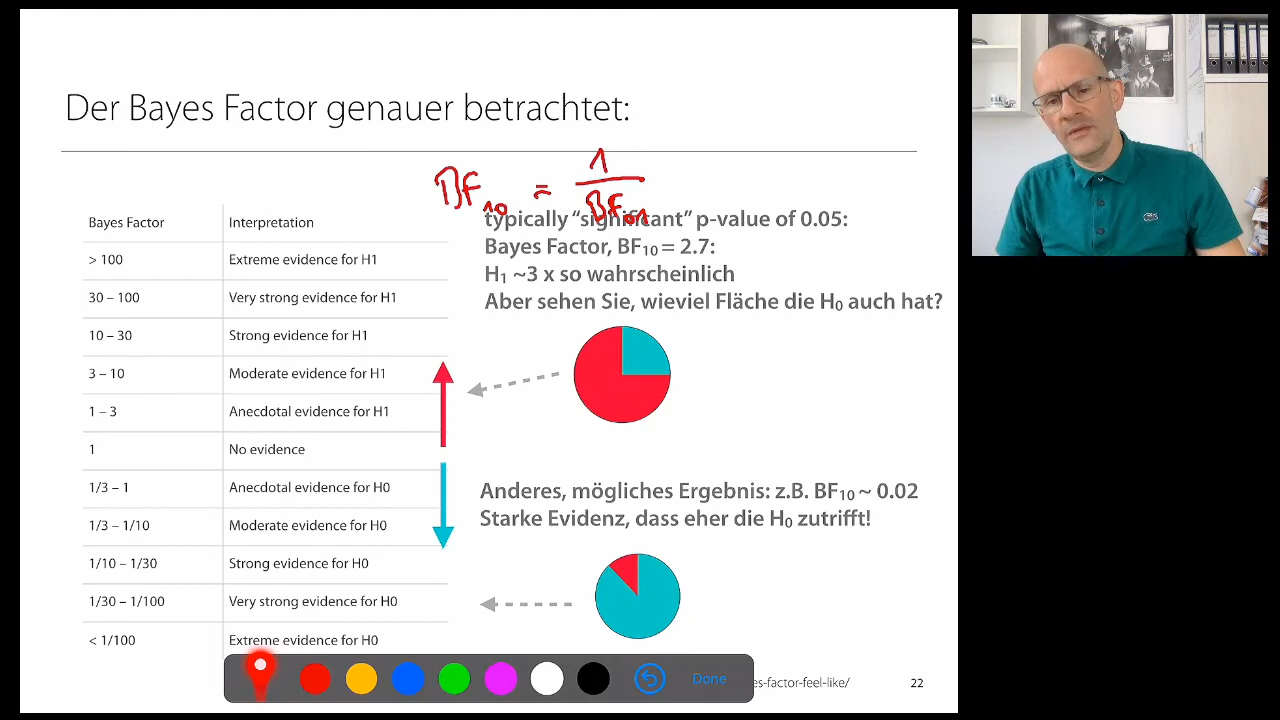 Der Bayes Factor genauer betrachtet:
BF10 = 1/BF01
Bayes Factor Interpretation
> 100 Extreme evidence for H1
30 – 100 Very strong evidence for H1
10 – 30 Strong evidence for H1
3 – 10 Moderate evidence for H1
1 – 3 Anecdotal evidence for H1
1 No evidence
1/3 – 1 Anecdotal evidence for H0
1/3 – 1/10 Moderate evidence for H0
1/10 – 1/30 Strong evidence for H0
1/30 – 1/100 Very strong evidence for H0
< 1/100 Extreme evidence for H0
typically “significant” p-value of 0.05:
Bayes Factor, BF₁₀ = 2.7:
H₁ ~3 x so wahrscheinlich
Aber sehen Sie, wieviel Fläche die H₀ auch hat?
Anderes, mögliches Ergebnis: z.B. BF₁₀ ~ 0.02
Starke Evidenz, dass eher die H₀ zutrifft!
Done
es-factor-feel-like/
22